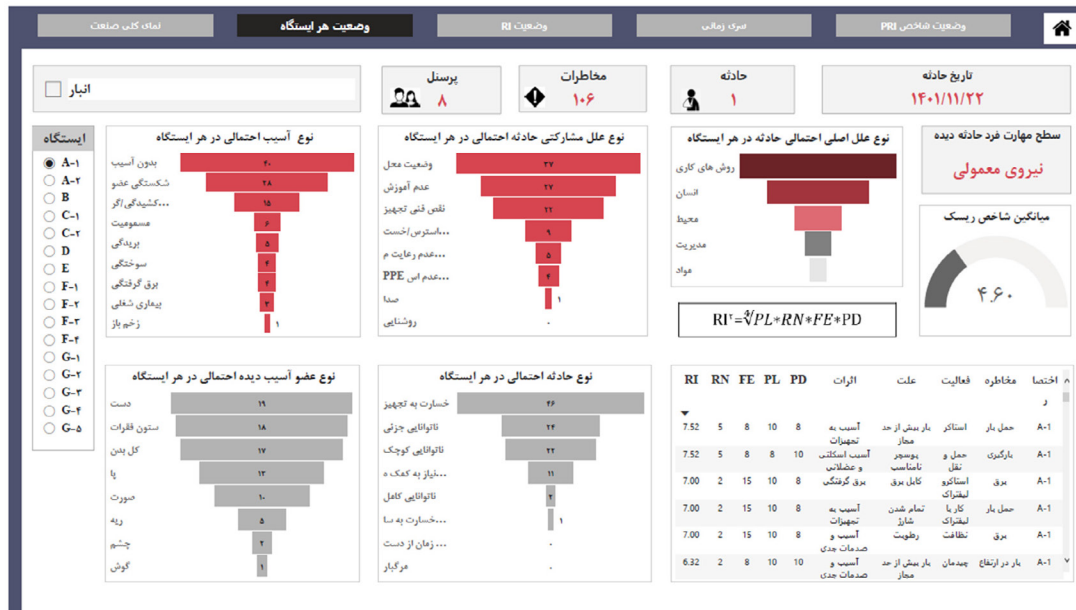 وضعیت شاخص PRI
سری زمانی
وضعیت RI
وضعیت هر ایستگاه
نمای کلی صنعت
تاریخ حادثه
۱۴۰۱/۱۱/۲۲
حادثه
۱
مخاطرات
۱۰۶
پرسنل
۸
انبار
سطح مهارت فرد حادثه دیده
نیروی معمولی
میانگین شاخص ریسک
۴.۶۰
نوع علل اصلی احتمالی حادثه در هر ایستگاه
روش های کاری
انسان
محیط
مدیریت
مواد
RI⁲=∜PL*RN*FE*PD
نوع علل مشارکتی حادثه احتمالی در هر ایستگاه
وضعیت محل ۳۷
عدم آموزش ۲۷
نقص فنی تجهیز ۲۲
...استرس/خست ۹
...عدم رعایت م ۵
...عدم اس PPE ۴
صدا ۱
روشنایی ۰
نوع آسیب احتمالی در هر ایستگاه
بدون آسیب ۴۰
شکستگی عضو ۲۸
...کشیدگی/گر ۱۵
مسمومیت ۶
بریدگی ۵
سوختگی ۴
برق گرفتگی ۴
بیماری شغلی ۳
زخم باز ۱
ایستگاه
A-۱
A-۲
B
C-۱
C-۲
D
E
F-۱
F-۲
F-۳
F-۴
G-۱
G-۲
G-۳
G-۴
G-۵
اختصار مخاطره فعالیت علت اثرات PD PL FE RN RI
A-1 حمل بار استاکر بار بیش از حد مجاز آسیب به تجهیزات 8 10 8 5 7.52
A-1 بارگیری حمل و نقل پوسچر نامناسب آسیب اسکلتی و عضلانی 10 8 8 5 7.52
A-1 برق استاکرو لیفتراک کابل برق برق گرفتگی 8 10 15 2 7.00
A-1 حمل بار کار با لیفتراک تمام شدن شارژ آسیب به تجهیزات 8 10 15 2 7.00
A-1 برق نظافت رطوبت آسیب و صدمات جدی 8 10 15 2 7.00
A-1 بار در ارتفاع چیدمان بار بیش از حد مجاز آسیب و صدمات جدی 10 10 8 2 6.32
نوع حادثه احتمالی در هر ایستگاه
خسارت به تجهیز ۴۶
ناتوانایی جزئی ۲۴
ناتوانایی کوچک ۲۲
...نیاز به کمک ه ۱۱
ناتوانایی کامل ۲
...خسارت به سا ۱
... زمان از دست ۰
مرگبار ۰
نوع عضو آسیب دیده احتمالی در هر ایستگاه
دست ۱۹
ستون فقرات ۱۸
کل بدن ۱۷
پا ۱۳
صورت ۱۰
ریه ۵
چشم ۲
گوش ۱